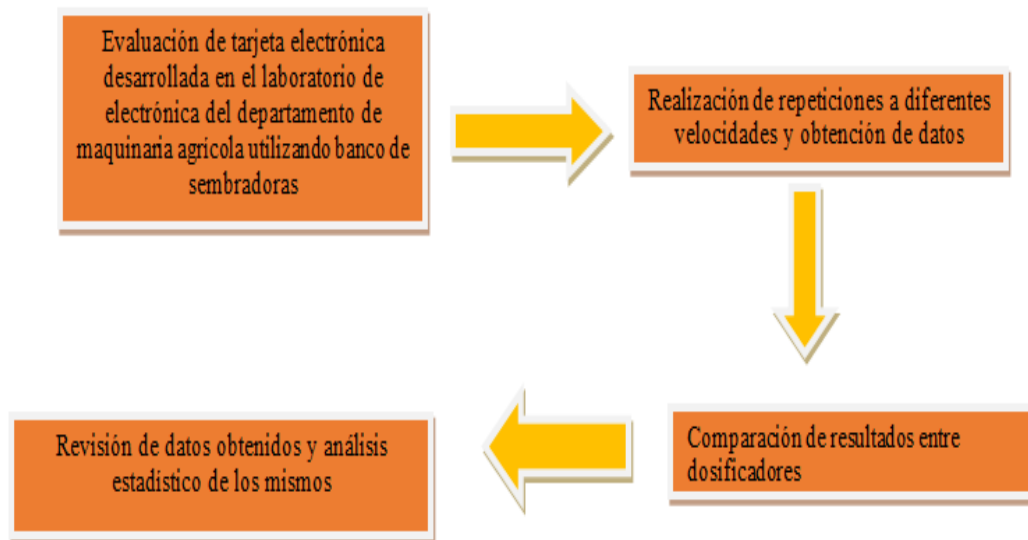 Evaluación de tarjeta electrónica
desarrollada en el laboratorio de
electrónica del departamento de
maquinaria agrícola utilizando banco de
sembradoras
Realización de repeticiones a diferentes
velocidades y obtención de datos
Comparación de resultados entre
dosificadores
Revisión de datos obtenidos y análisis
estadístico de los mismos